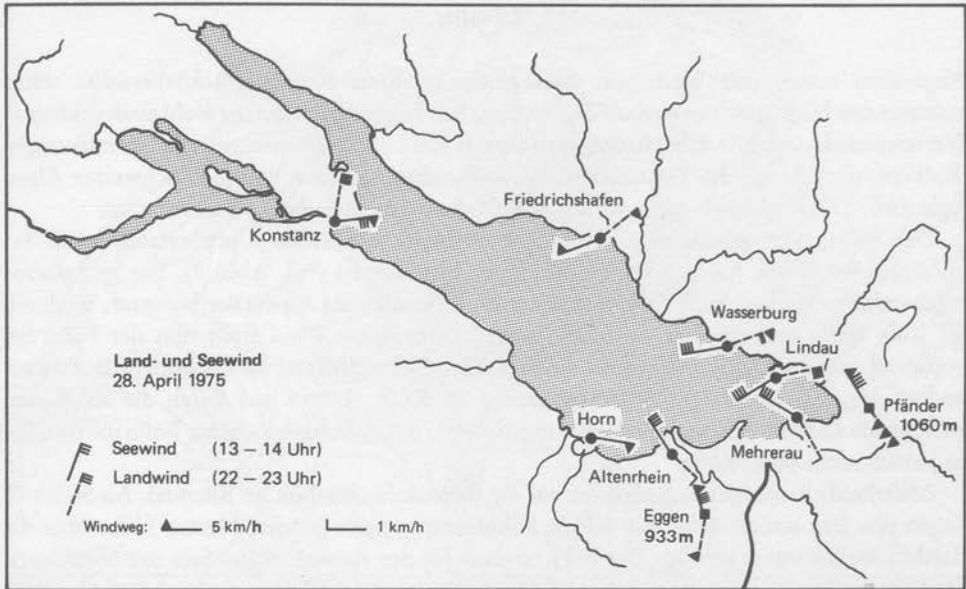 Friedrichshafen
Konstanz
Wasserburg
Lindau
Land- und Seewind
28. April 1975
Pfänder
1060 m
Horn
Mehrerau
Seewind (13 – 14 Uhr)
Altenrhein
Landwind (22 – 23 Uhr)
Eggen
933 m
Windweg: 5 km/h 1 km/h